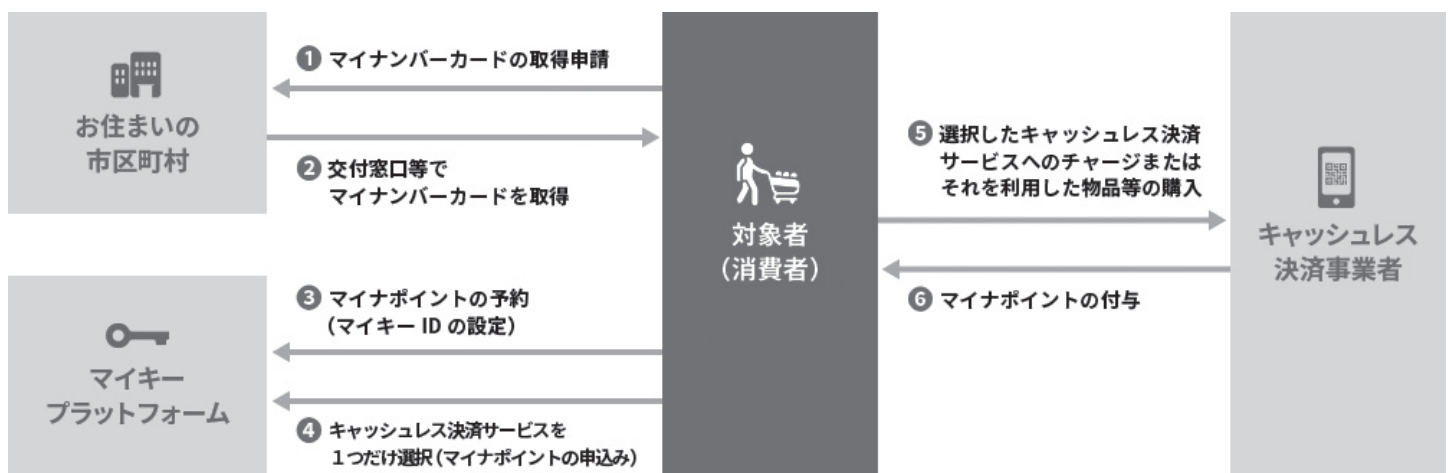 お住まいの
市区町村
❶ マイナンバーカードの取得申請
❷ 交付窓口等で
マイナンバーカードを取得
マイキー
プラットフォーム
❸ マイナポイントの予約
（マイキー ID の設定）
❹ キャッシュレス決済サービスを
１つだけ選択（マイナポイントの申込み）
対象者
（消費者）
❺ 選択したキャッシュレス決済
サービスへのチャージまたは
それを利用した物品等の購入
❻ マイナポイントの付与
キャッシュレス
決済事業者